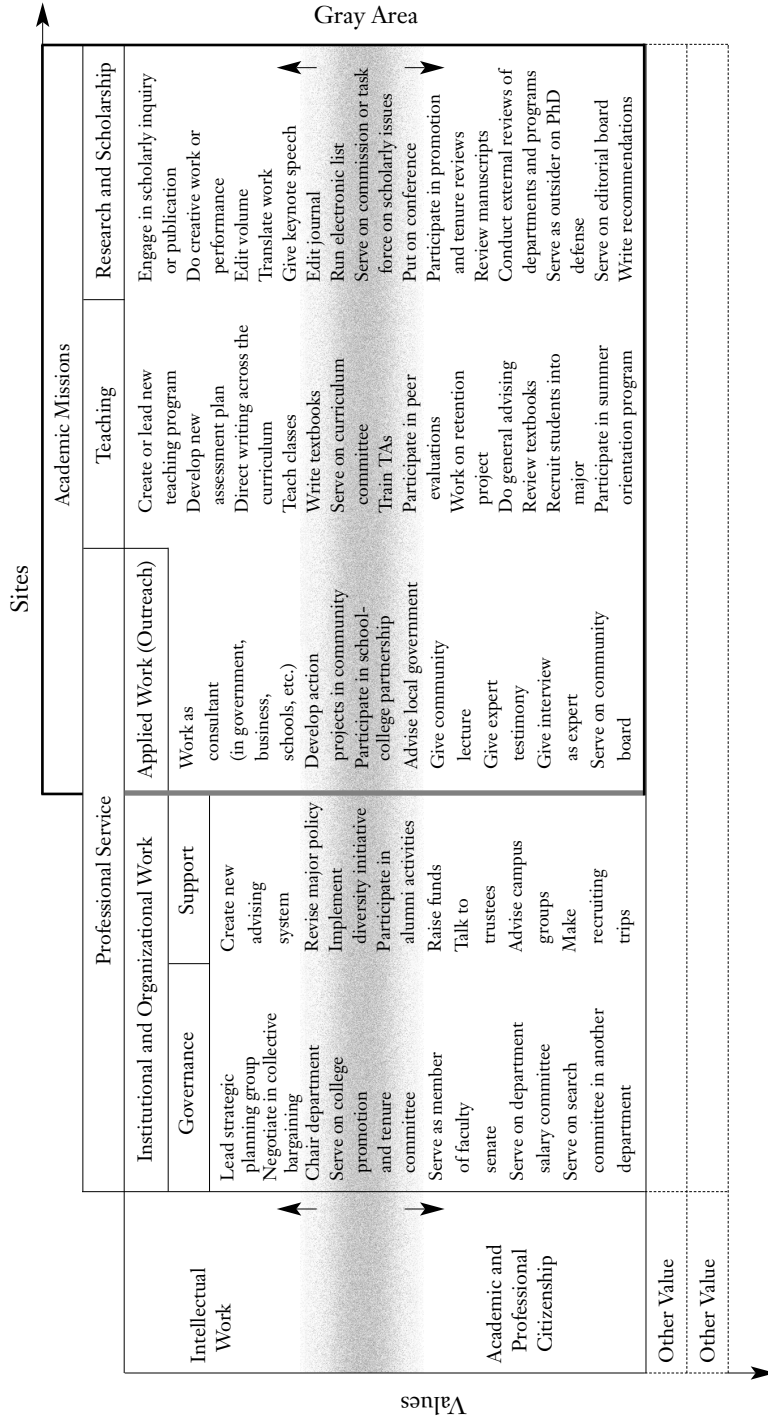 Sites
Gray Area
Academic Missions
Professional Service
Institutional and Organizational Work
Applied Work (Outreach)
Teaching
Research and Scholarship
Governance
Support
Values
Intellectual
Work
Academic and
Professional
Citizenship
Other Value
Other Value
Lead strategic
planning group
Negotiate in collective
bargaining
Chair department
Serve on college
promotion
and tenure
committee
Serve as member
of faculty
senate
Serve on department
salary committee
Serve on search
committee in another
department
Create new
advising
system
Revise major policy
Implement
diversity initiative
Participate in
alumni activities
Raise funds
Talk to
trustees
Advise campus
groups
Make
recruiting
trips
Work as
consultant
(in government,
business,
schools, etc.)
Develop action
projects in community
Participate in school-
college partnership
Advise local government
Give community
lecture
Give expert
testimony
Give interview
as expert
Serve on community
board
Create or lead new
teaching program
Develop new
assessment plan
Direct writing across the
curriculum
Teach classes
Write textbooks
Serve on curriculum
committee
Train TAs
Participate in peer
evaluations
Work on retention
project
Do general advising
Review textbooks
Recruit students into
major
Participate in summer
orientation program
Engage in scholarly inquiry
or publication
Do creative work or
performance
Edit volume
Translate work
Give keynote speech
Edit journal
Run electronic list
Serve on commission or task
force on scholarly issues
Put on conference
Participate in promotion
and tenure reviews
Review manuscripts
Conduct external reviews of
departments and programs
Serve as outsider on PhD
defense
Serve on editorial board
Write recommendations